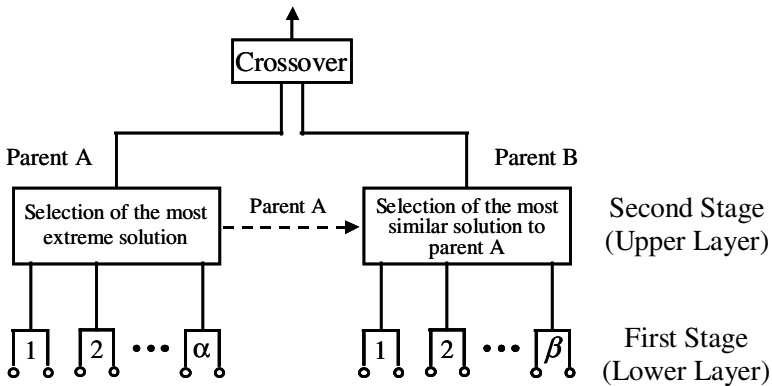 Crossover
Parent A
Parent B
Selection of the most
extreme solution
Parent A
Selection of the most
similar solution to
parent A
Second Stage
(Upper Layer)
1
2
•••
α
1
2
•••
β
First Stage
(Lower Layer)